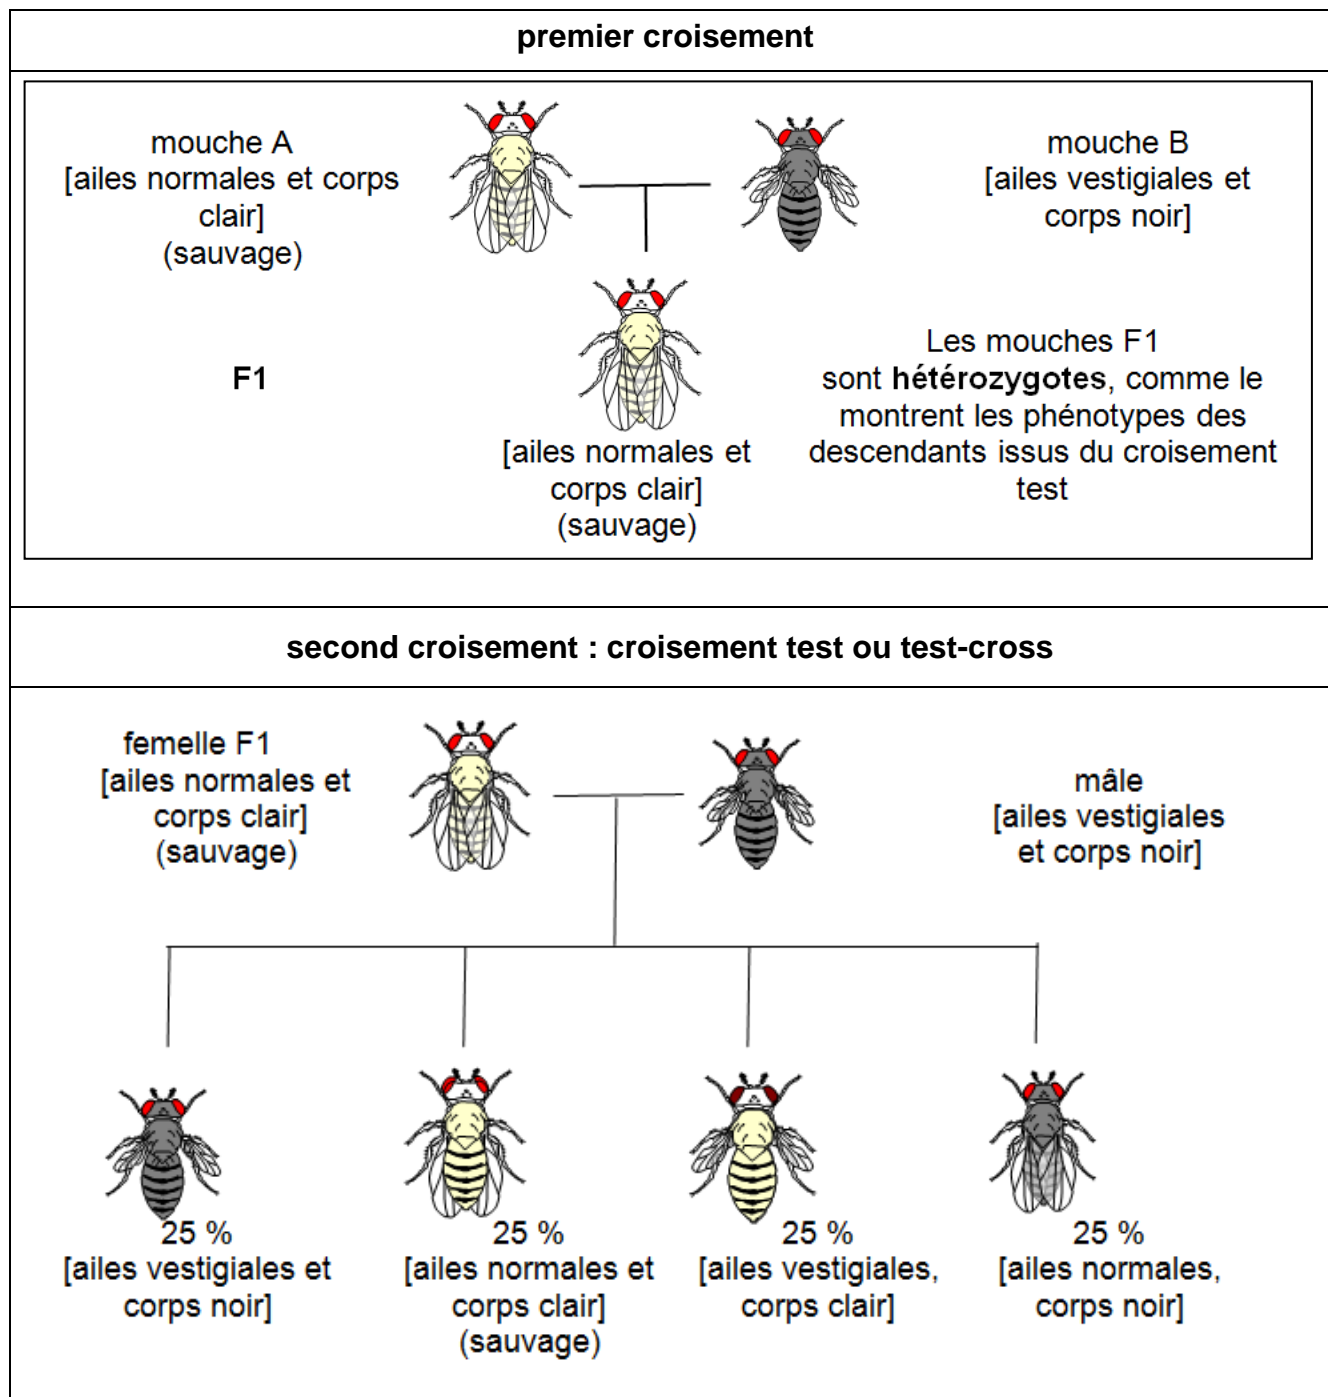 premier croisement
mouche A
[ailes normales et corps
clair]
(sauvage)
mouche B
[ailes vestigiales et
corps noir]
F1
[ailes normales et
corps clair]
(sauvage)
Les mouches F1
sont hétérozygotes, comme le
montrent les phénotypes des
descendants issus du croisement
test
second croisement : croisement test ou test-cross
femelle F1
[ailes normales et
corps clair]
(sauvage)
mâle
[ailes vestigiales
et corps noir]
25 %
[ailes vestigiales et
corps noir]
25 %
[ailes normales et
corps clair]
(sauvage)
25 %
[ailes vestigiales,
corps clair]
25 %
[ailes normales,
corps noir]